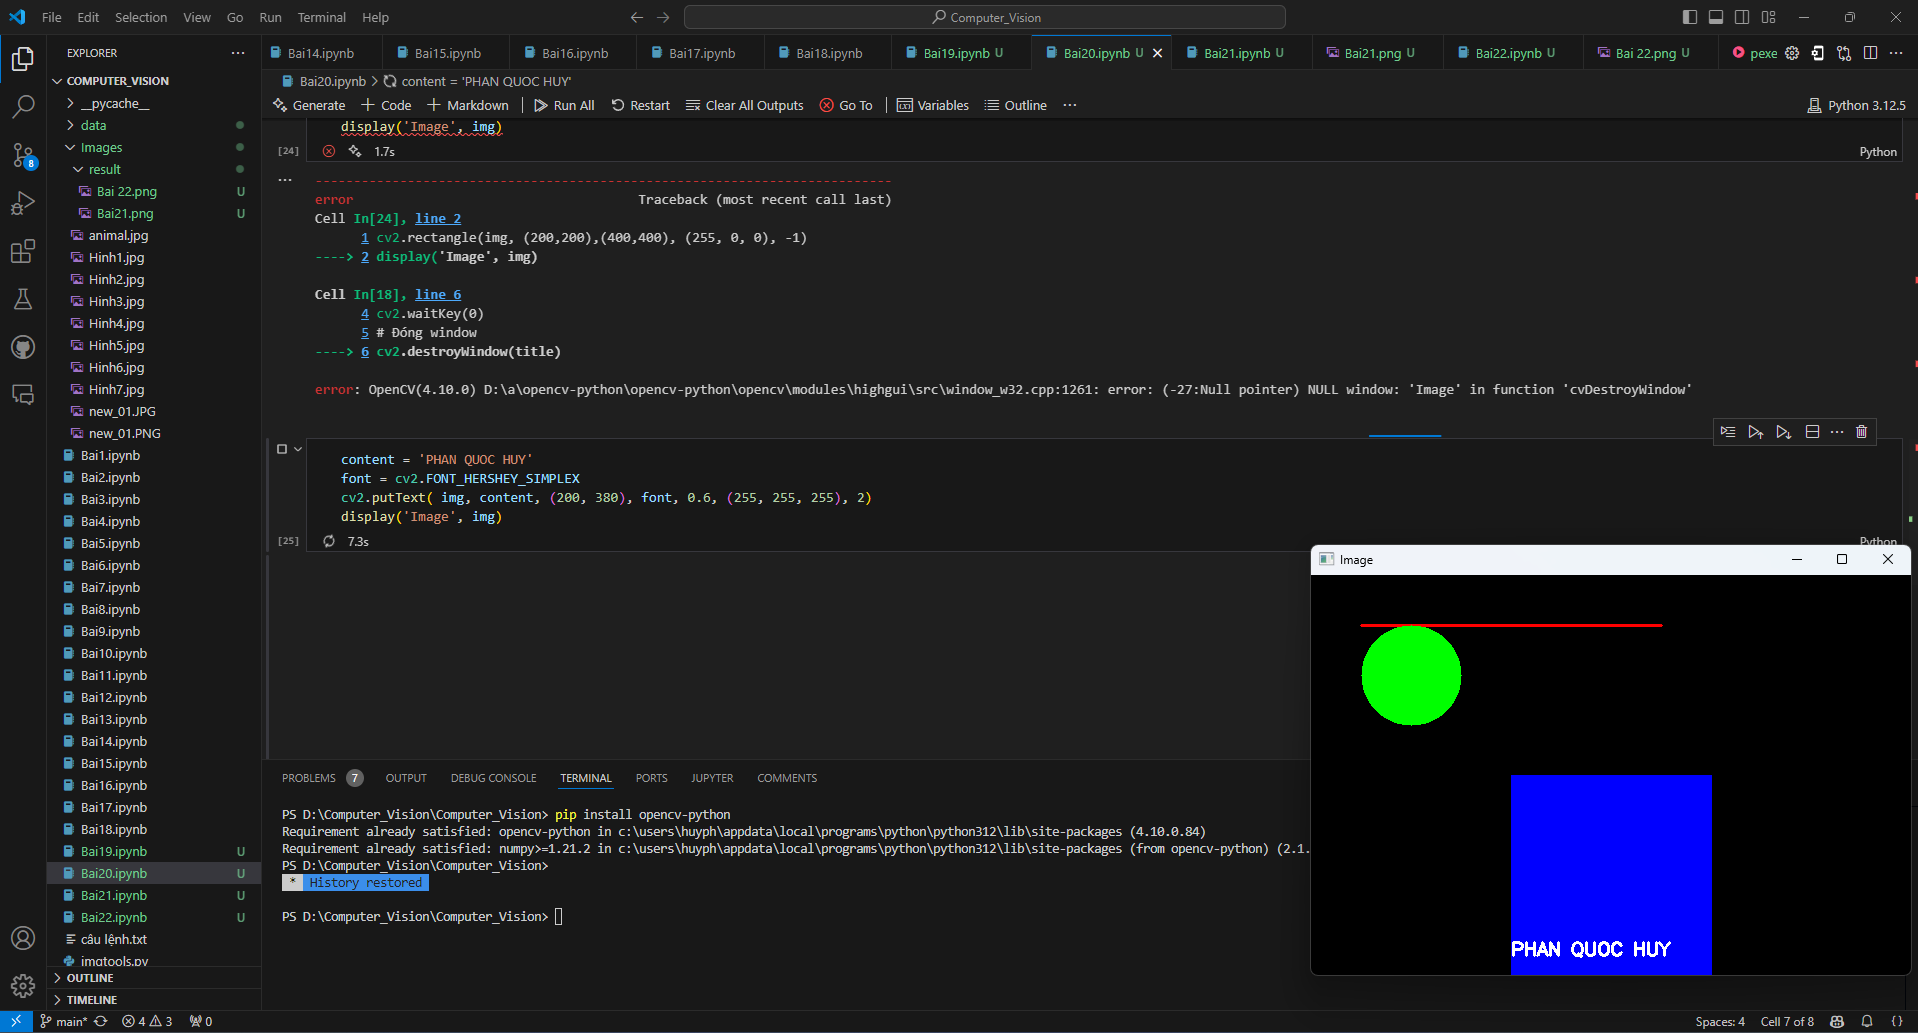 File Edit Selection View Go Run Terminal Help
Computer_Vision
EXPLORER
Bai14.ipynb
Bai15.ipynb
Bai16.ipynb
Bai17.ipynb
Bai18.ipynb
Bai19.ipynb U
Bai20.ipynb U
Bai21.ipynb U
Bai21.png U
Bai22.ipynb U
Bai 22.png U
pexe
Bai20.ipynb > content = 'PHAN QUOC HUY'
Generate + Code + Markdown Run All Restart Clear All Outputs Go To Variables Outline ...
Python 3.12.5
COMPUTER_VISION
__pycache__
data
Images
result
Bai 22.png U
Bai21.png U
animal.jpg
Hinh1.jpg
Hinh2.jpg
Hinh3.jpg
Hinh4.jpg
Hinh5.jpg
Hinh6.jpg
Hinh7.jpg
new_01.JPG
new_01.PNG
Bai1.ipynb
Bai2.ipynb
Bai3.ipynb
Bai4.ipynb
Bai5.ipynb
Bai6.ipynb
Bai7.ipynb
Bai8.ipynb
Bai9.ipynb
Bai10.ipynb
Bai11.ipynb
Bai12.ipynb
Bai13.ipynb
Bai14.ipynb
Bai15.ipynb
Bai16.ipynb
Bai17.ipynb
Bai18.ipynb
Bai19.ipynb U
Bai20.ipynb U
Bai21.ipynb U
Bai22.ipynb U
câu lệnh.txt
imgtools.py
OUTLINE
TIMELINE
8
display('Image', img)
[24] 1.7s
Python
---------------------------------------------------------------------------
error Traceback (most recent call last)
Cell In[24], line 2
1 cv2.rectangle(img, (200,200),(400,400), (255, 0, 0), -1)
----> 2 display('Image', img)
Cell In[18], line 6
4 cv2.waitKey(0)
5 # Đóng window
----> 6 cv2.destroyWindow(title)
error: OpenCV(4.10.0) D:\a\opencv-python\opencv-python\opencv\modules\highgui\src\window_w32.cpp:1261: error: (-27:Null pointer) NULL window: 'Image' in function 'cvDestroyWindow'
content = 'PHAN QUOC HUY'
font = cv2.FONT_HERSHEY_SIMPLEX
cv2.putText( img, content, (200, 380), font, 0.6, (255, 255, 255), 2)
display('Image', img)
[25] 7.3s
Python
Image
PHAN QUOC HUY
PROBLEMS 7 OUTPUT DEBUG CONSOLE TERMINAL PORTS JUPYTER COMMENTS
PS D:\Computer_Vision\Computer_Vision> pip install opencv-python
Requirement already satisfied: opencv-python in c:\users\huyph\appdata\local\programs\python\python312\lib\site-packages (4.10.0.84)
Requirement already satisfied: numpy>=1.21.2 in c:\users\huyph\appdata\local\programs\python\python312\lib\site-packages (from opencv-python) (2.1.
PS D:\Computer_Vision\Computer_Vision>
* History restored
PS D:\Computer_Vision\Computer_Vision>
main* 4 3 0
Spaces: 4 Cell 7 of 8